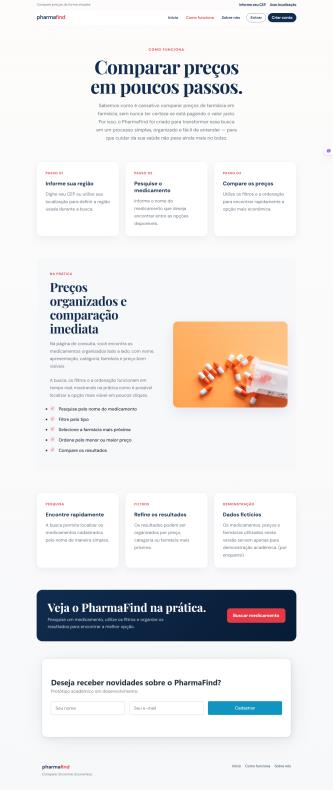 Compare preços de forma simples
Informe seu CEP Usar localização
pharmafind
Início Como funciona Sobre nós Entrar Criar conta
COMO FUNCIONA
Comparar preços
em poucos passos.
Sabemos como é cansativo comparar preços de farmácia em
farmácia, sem nunca ter certeza se está pagando o valor justo.
Por isso, o PharmaFind foi criado para transformar essa busca
em um processo simples, organizado e fácil de entender — para
que cuidar da sua saúde não pese ainda mais no bolso.
PASSO 01
Informe sua região
Digite seu CEP ou utilize sua
localização para definir a região
usada durante a busca.
PASSO 02
Pesquise o
medicamento
Informe o nome do
medicamento que deseja
encontrar entre as opções
disponíveis.
PASSO 03
Compare os preços
Utilize os filtros e a ordenação
para encontrar rapidamente a
opção mais econômica.
NA PRÁTICA
Preços
organizados e
comparação
imediata
Na página de consulta, você encontra os
medicamentos organizados lado a lado, com nome,
apresentação, categoria, farmácia e preço bem
visíveis.
A busca, os filtros e a ordenação funcionam em
tempo real, mostrando na prática como é possível
localizar a opção mais viável em poucos cliques.
Pesquise pelo nome do medicamento
Filtre pelo tipo
Selecione a farmácia mais próxima
Ordene pelo menor ou maior preço
Compare os resultados
PESQUISA
Encontre rapidamente
A busca permite localizar os
medicamentos cadastrados
pelo nome de maneira simples.
FILTROS
Refine os resultados
Os resultados podem ser
organizados por preço,
categoria ou farmácia mais
próxima.
DEMONSTRAÇÃO
Dados fictícios
Os medicamentos, preços e
farmácias utilizados nesta
versão servem apenas para
demonstração acadêmica. (por
enquanto)
Veja o PharmaFind na prática.
Pesquise um medicamento, utilize os filtros e organize os
resultados para encontrar a melhor opção.
Buscar medicamento
Deseja receber novidades sobre o PharmaFind?
Protótipo acadêmico em desenvolvimento.
Seu nome
Seu e-mail
Cadastrar
pharmafind
Início Como funciona Sobre nós